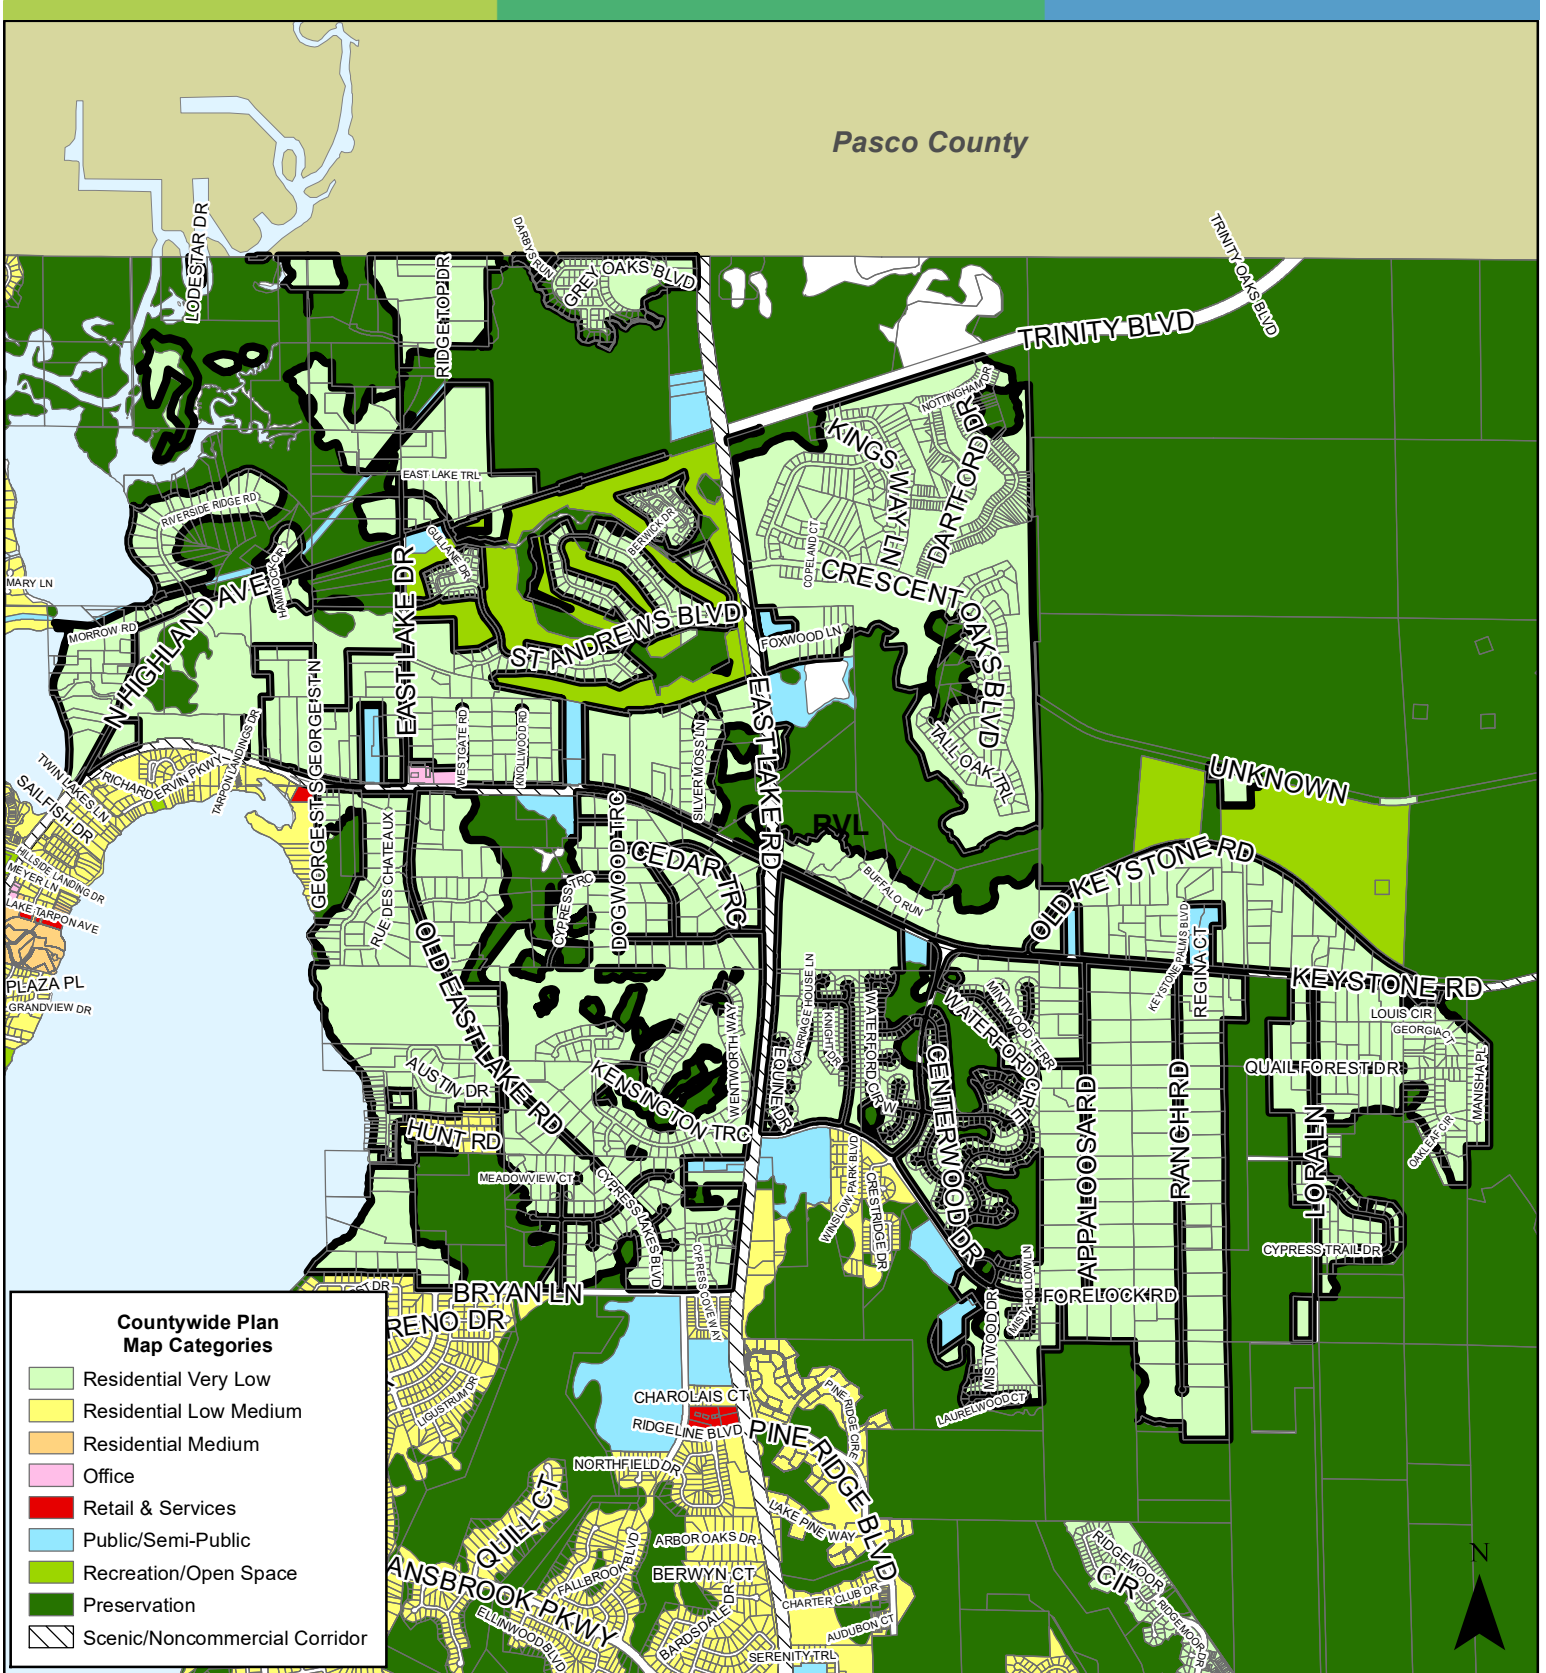 Pasco County
LODESTAR DR
RIDGETOP DR
DARBYS RUN
GREY OAKS BLVD
TRINITY OAKS BLVD
TRINITY BLVD
NOTTINGHAM DR
KINGS WAY LN
DARTFORD DR
EAST LAKE TRL
RIVERSIDE RIDGE RD
BERWICK DR
GULLANE DR
COPELAND CT
CRESCENT OAKS BLVD
MARY LN
HAMMOCK CIR
N HIGHLAND AVE
EAST LAKE DR
MORROW RD
ST ANDREWS BLVD
FOXWOOD LN
GEORGE ST S
GEORGE ST N
EAST LAKE RD
WESTGATE RD
KNOLLWOOD RD
SILVER MOSS LN
TALL OAK TRL
TWIN LAKES LN
RICHARD ERVIN PKWY
TARPON LANDINGS DR
SAILFISH DR
UNKNOWN
RVL
HILLSIDE LANDING DR
MEYER LN
LAKE TARPON AVE
RUE DES CHATEAUX
CYPRESS TRC
DOGWOOD TRC
CEDAR TRC
BUFFALO RUN
OLD KEYSTONE RD
KEYSTONE PALMS BLVD
REGINA CT
PLAZA PL
GRANDVIEW DR
OLD EAST LAKE RD
KEYSTONE RD
LOUIS CIR
GEORGIA CT
CARRIAGE HOUSE LN
KNIGHT DR
WATERFORD CIR W
MINTWOOD TERR
WATERFORD CIR E
WENTWORTH WAY
EQUINE DR
CENTERWOOD DR
APPALOOSA RD
RANCH RD
QUAIL FOREST DR
MANISHA PL
LORA LN
OAKLEAF CIR
AUSTIN DR
HUNT RD
KENSINGTON TRC
MEADOWVIEW CT
CYPRESS LAKES BLVD
CYPRESS COVE WAY
WINSLOW PARK BLVD
CRESTRIDGE DR
CYPRESS TRAIL DR
MISTY HOLLOW LN
FORELOCK RD
MISTWOOD DR
BRYAN LN
ST DR
RENO DR
LIGUSTRUM DR
CHAROLAIS CT
RIDGELINE BLVD
PINE RIDGE CIR E
PINE RIDGE BLVD
LAURELWOOD CT
NORTHFIELD DR
QUILL CT
LAKE PINE WAY
ARBOR OAKS DR
FALLBROOK BLVD
ANSBROOK PKWY
BERWYN CT
BARDSDALE DR
CHARTER CLUB DR
AUDUBON CT
ELLINWOOD BLVD
SERENITY TRL
RIDGEMOOR
CIR
RIDGEMOOR DR
N
Countywide Plan
Map Categories
Residential Very Low
Residential Low Medium
Residential Medium
Office
Retail & Services
Public/Semi-Public
Recreation/Open Space
Preservation
Scenic/Noncommercial Corridor